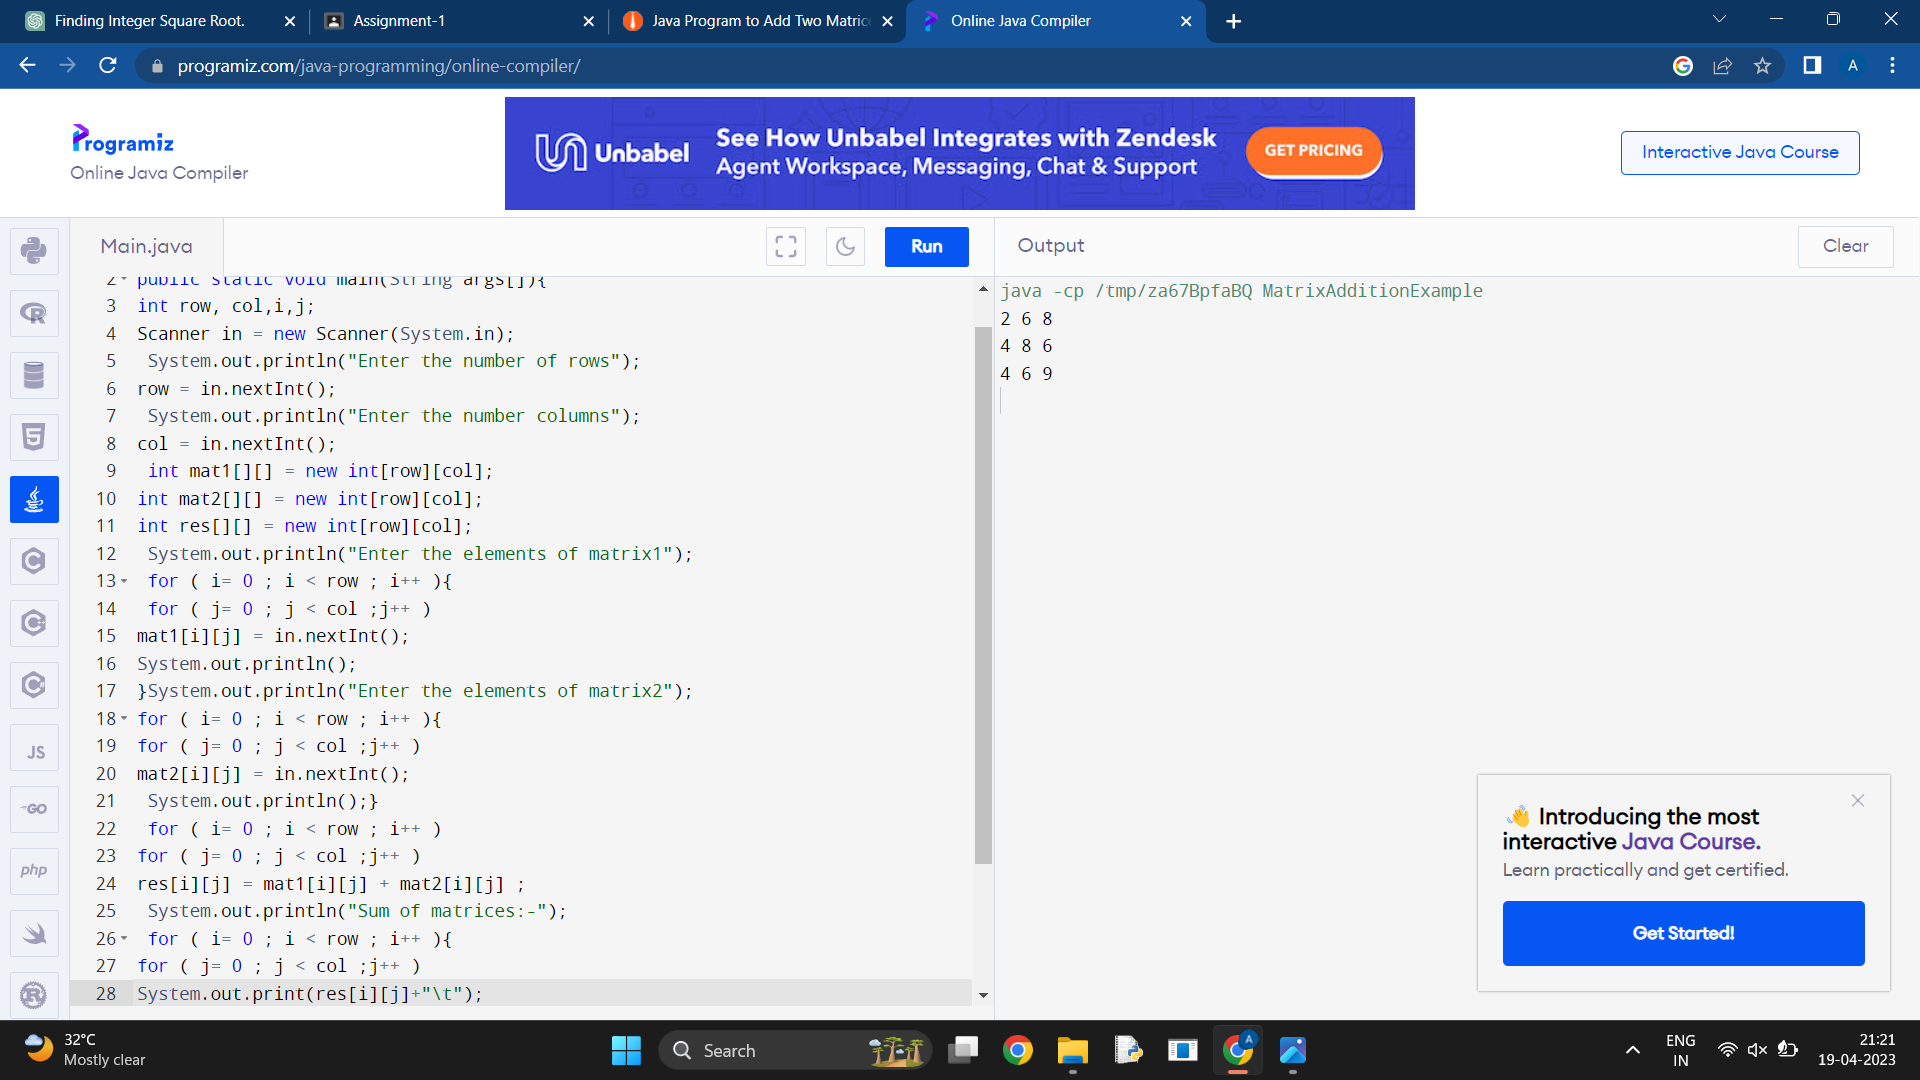 Finding Integer Square Root.
Assignment-1
Java Program to Add Two Matrice
Online Java Compiler
programiz.com/java-programming/online-compiler/
A
Programiz
Online Java Compiler
Unbabel
See How Unbabel Integrates with Zendesk
Agent Workspace, Messaging, Chat & Support
GET PRICING
Interactive Java Course
Main.java
Run
Output
Clear
2 public static void main(String args[]){
3 int row, col,i,j;
4 Scanner in = new Scanner(System.in);
5 System.out.println("Enter the number of rows");
6 row = in.nextInt();
7 System.out.println("Enter the number columns");
8 col = in.nextInt();
9 int mat1[][] = new int[row][col];
10 int mat2[][] = new int[row][col];
11 int res[][] = new int[row][col];
12 System.out.println("Enter the elements of matrix1");
13 for ( i= 0 ; i < row ; i++ ){
14 for ( j= 0 ; j < col ;j++ )
15 mat1[i][j] = in.nextInt();
16 System.out.println();
17 }System.out.println("Enter the elements of matrix2");
18 for ( i= 0 ; i < row ; i++ ){
19 for ( j= 0 ; j < col ;j++ )
20 mat2[i][j] = in.nextInt();
21 System.out.println();}
22 for ( i= 0 ; i < row ; i++ )
23 for ( j= 0 ; j < col ;j++ )
24 res[i][j] = mat1[i][j] + mat2[i][j] ;
25 System.out.println("Sum of matrices:-");
26 for ( i= 0 ; i < row ; i++ ){
27 for ( j= 0 ; j < col ;j++ )
28 System.out.print(res[i][j]+"\t");
java -cp /tmp/za67BpfaBQ MatrixAdditionExample
2 6 8
4 8 6
4 6 9
JS
GO
php
👋 Introducing the most
interactive Java Course.
Learn practically and get certified.
Get Started!
32°C
Mostly clear
Search
A
ENG
IN
21:21
19-04-2023